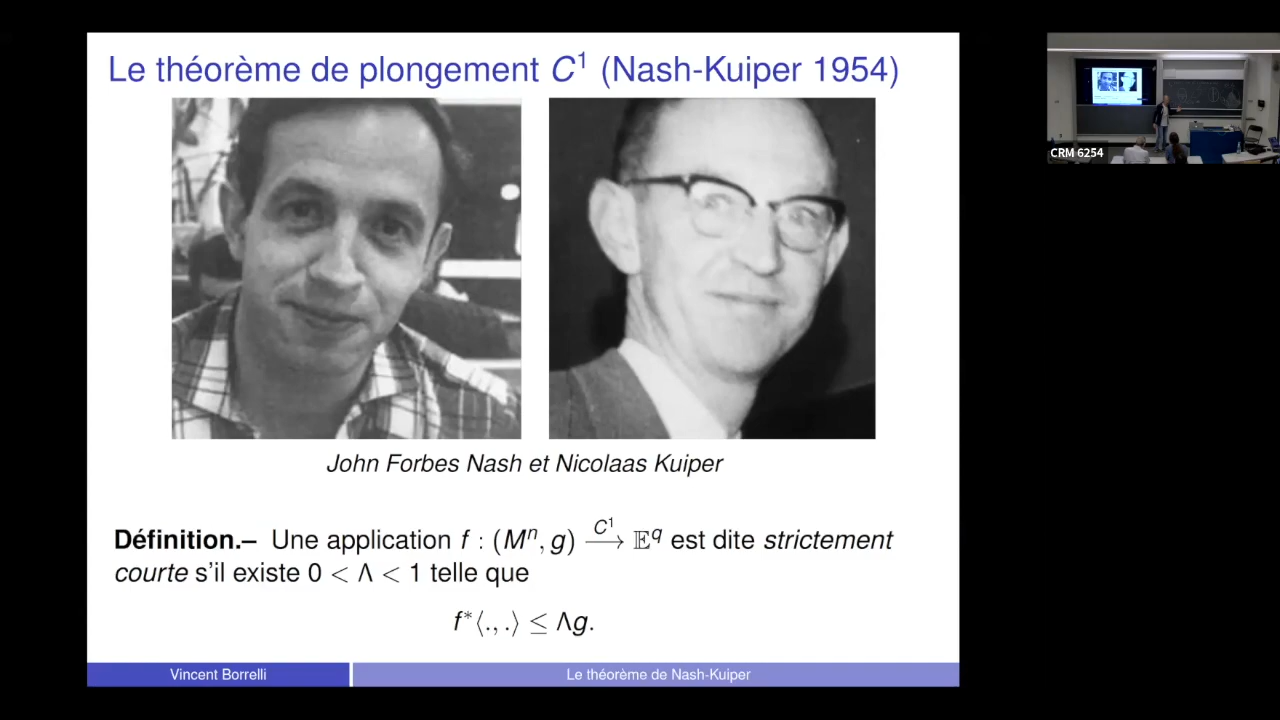 Le théorème de plongement C¹ (Nash-Kuiper 1954)
John Forbes Nash et Nicolaas Kuiper
Définition.– Une application f : (Mⁿ, g) —C¹→ 𝔼^q est dite strictement
courte s'il existe 0 < Λ < 1 telle que
f*⟨., .⟩ ≤ Λg.
Vincent Borrelli
Le théorème de Nash-Kuiper
CRM 6254